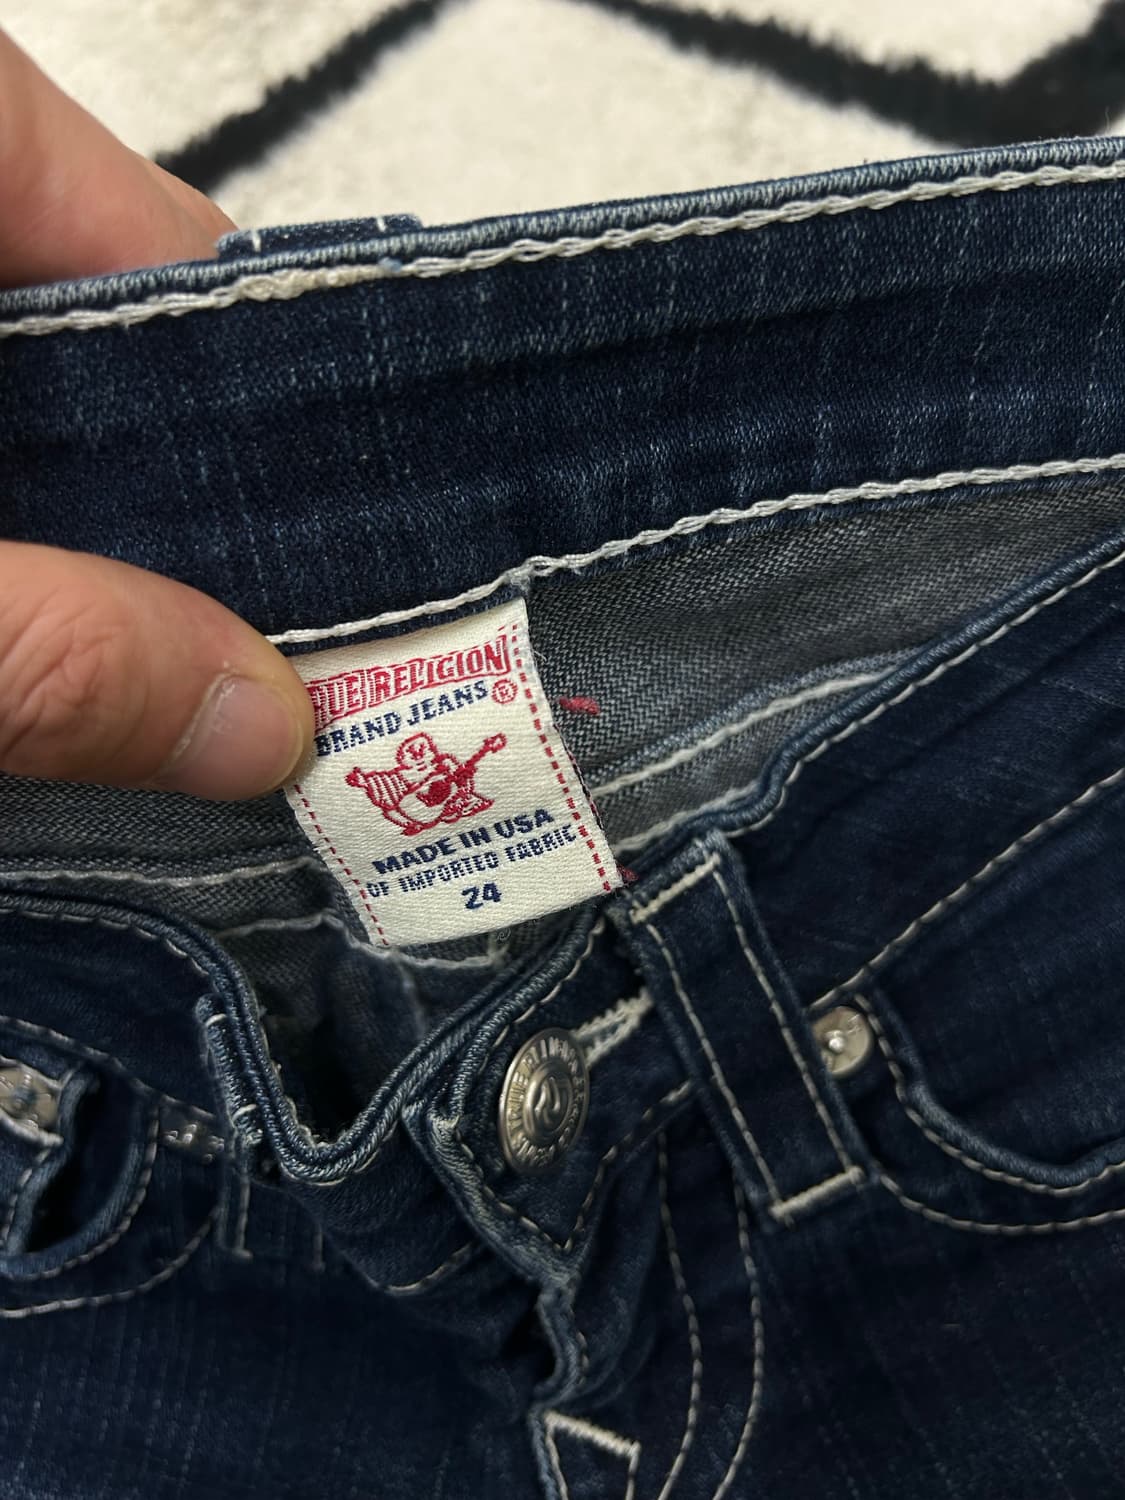 TRUE RELIGION
BRAND JEANS ®
MADE IN USA
OF IMPORTED FABRIC
24